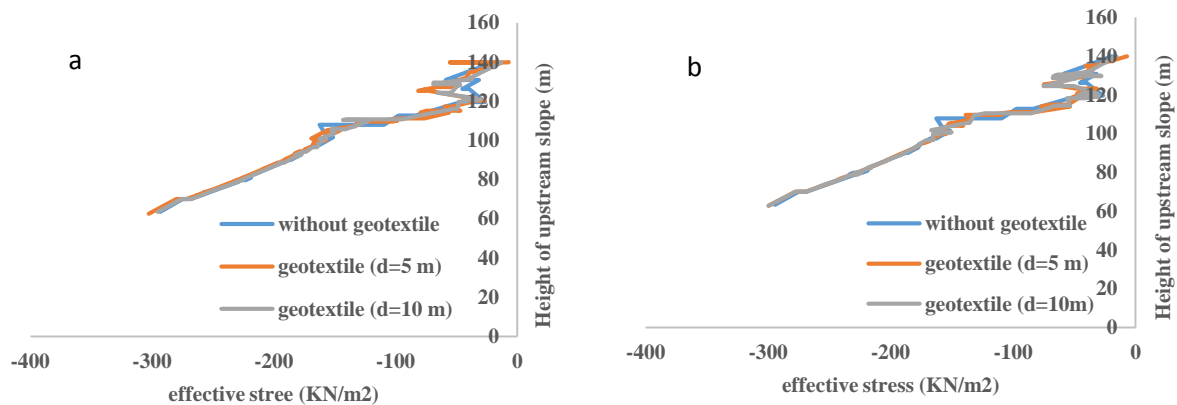 a
160
140
120
100
80
60
40
20
0
Height of upstream slope (m)
without geotextile
geotextile (d=5 m)
geotextile (d=10 m)
-400 -300 -200 -100 0
effective stree (KN/m2)
b
160
140
120
100
80
60
40
20
0
Height of upstream slope (m)
without geotextile
geotextile (d=5 m)
geotextile (d=10m)
-400 -300 -200 -100 0
effective stress (KN/m2)